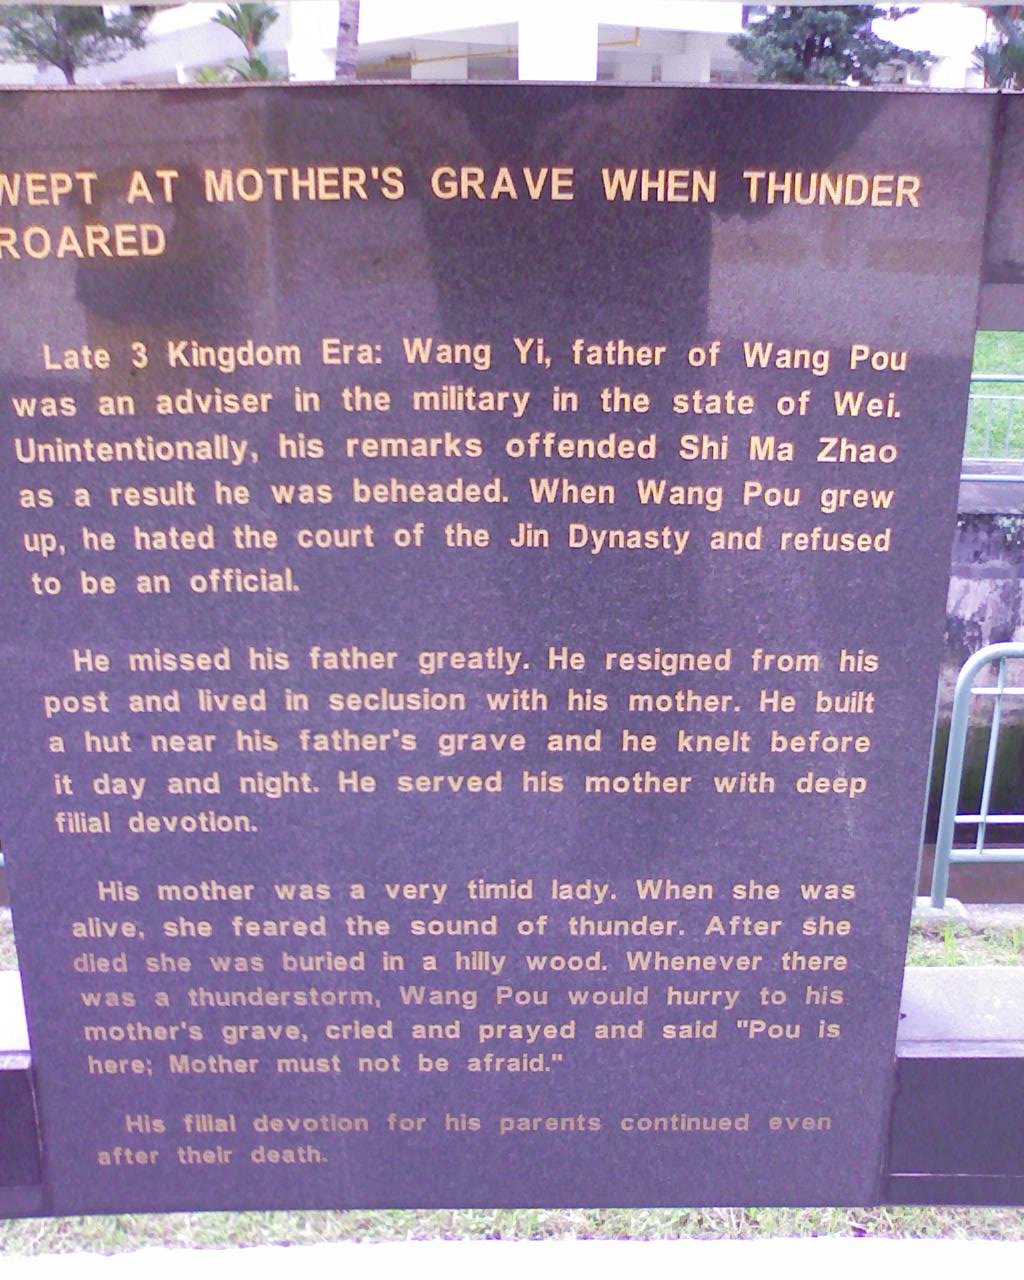 WEPT AT MOTHER'S GRAVE WHEN THUNDER
ROARED
Late 3 Kingdom Era: Wang Yi, father of Wang Pou
was an adviser in the military in the state of Wei.
Unintentionally, his remarks offended Shi Ma Zhao
as a result he was beheaded. When Wang Pou grew
up, he hated the court of the Jin Dynasty and refused
to be an official.
He missed his father greatly. He resigned from his
post and lived in seclusion with his mother. He built
a hut near his father's grave and he knelt before
it day and night. He served his mother with deep
filial devotion.
His mother was a very timid lady. When she was
alive, she feared the sound of thunder. After she
died she was buried in a hilly wood. Whenever there
was a thunderstorm, Wang Pou would hurry to his
mother's grave, cried and prayed and said "Pou is
here; Mother must not be afraid."
His filial devotion for his parents continued even
after their death.